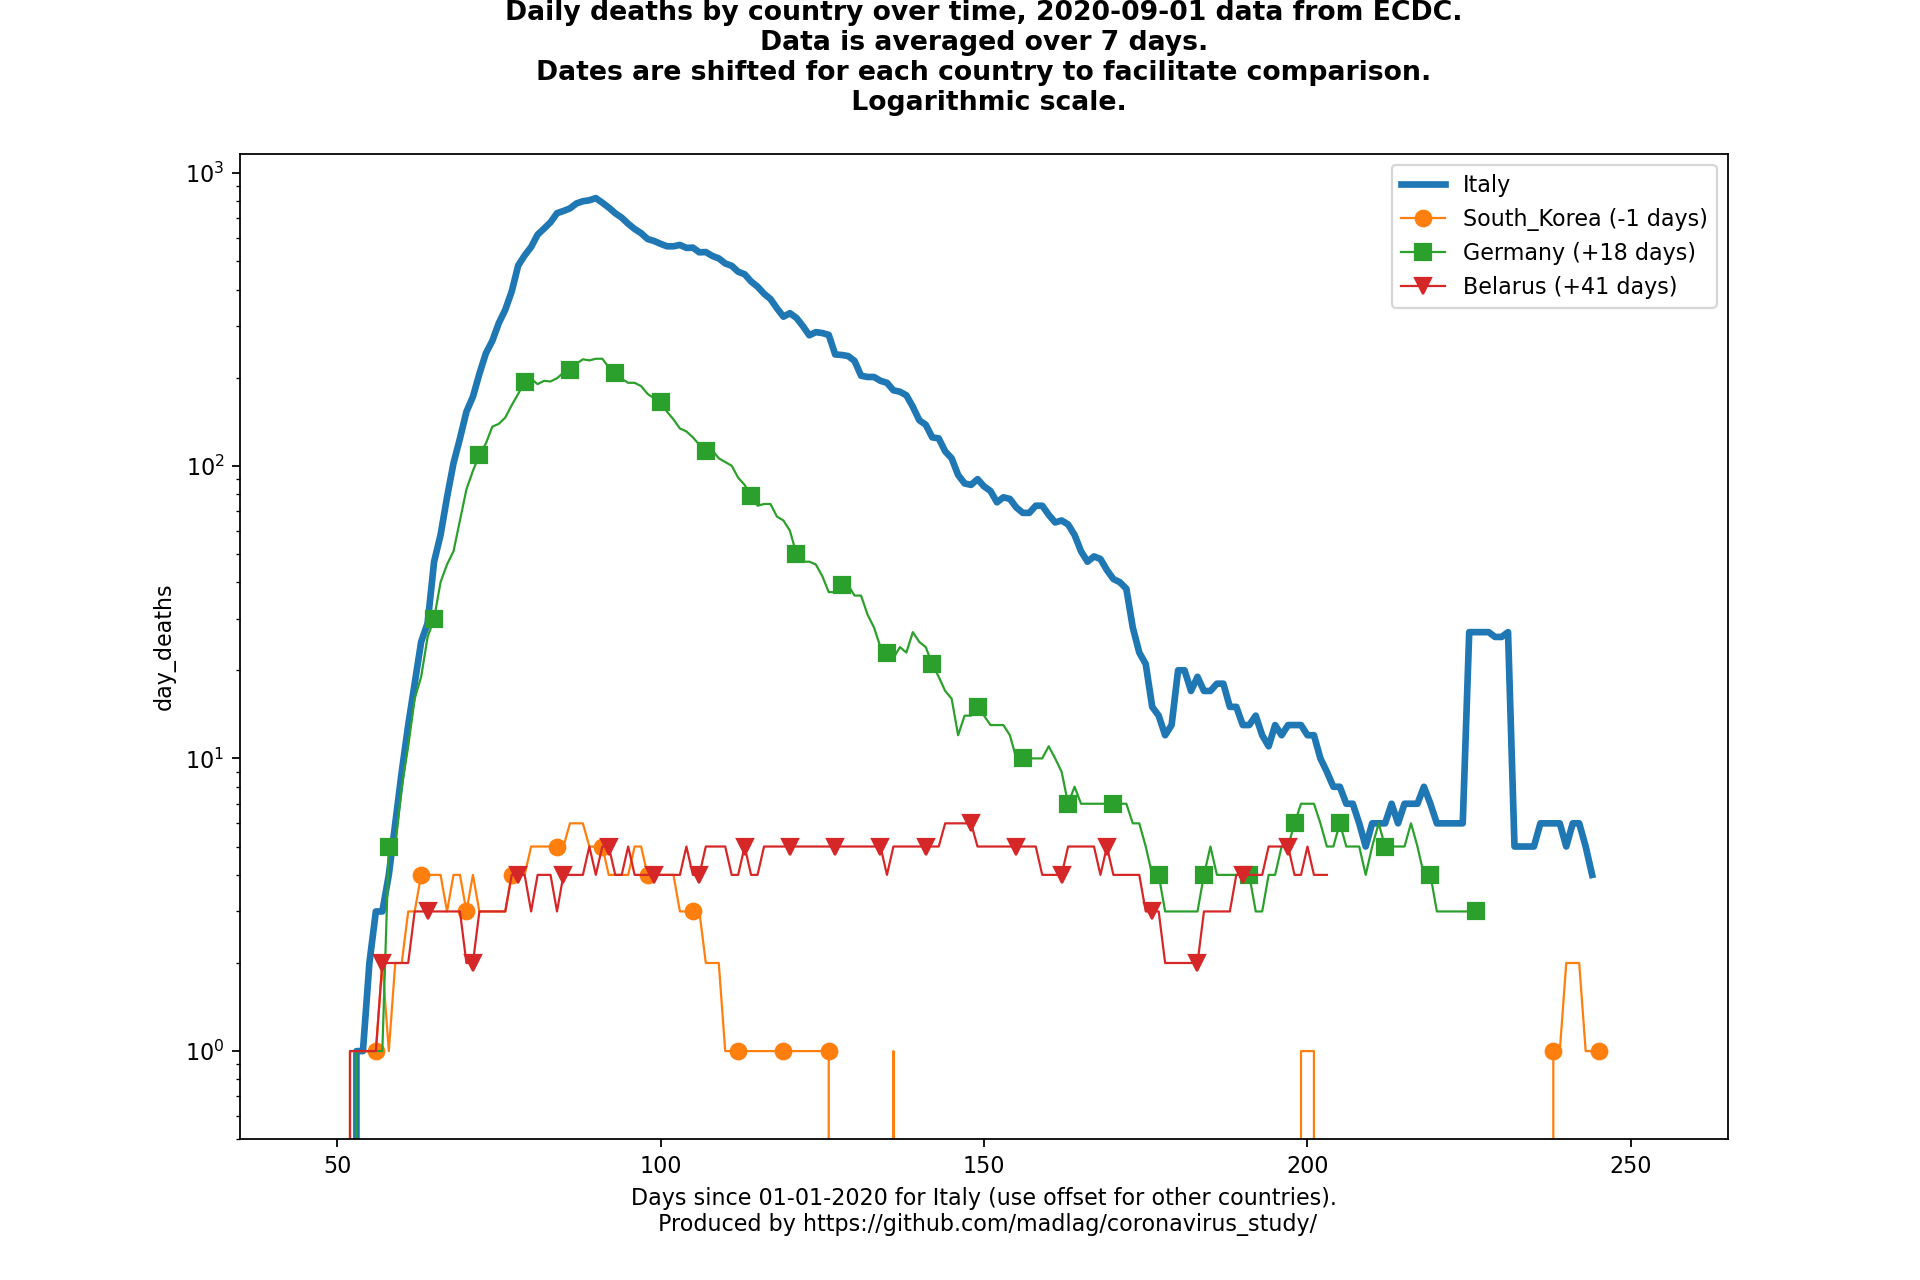 Daily deaths by country over time, 2020-09-01 data from ECDC.
Data is averaged over 7 days.
Dates are shifted for each country to facilitate comparison.
Logarithmic scale.
10³
10²
10¹
10⁰
day_deaths
Italy
South_Korea (-1 days)
Germany (+18 days)
Belarus (+41 days)
50 100 150 200 250
Days since 01-01-2020 for Italy (use offset for other countries).
Produced by https://github.com/madlag/coronavirus_study/